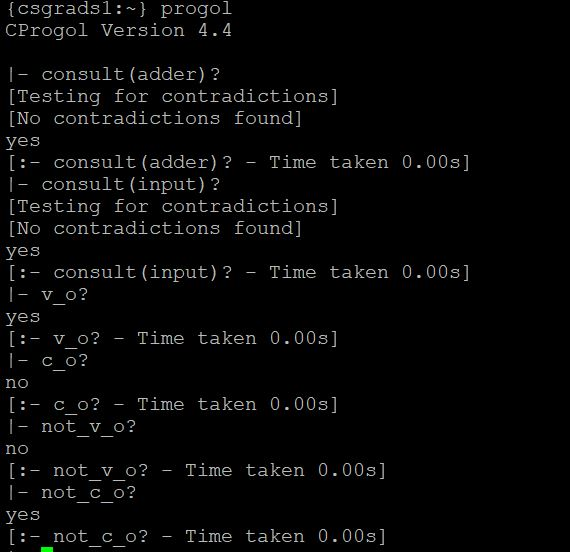 {csgrads1:~} progol
CProgol Version 4.4
|- consult(adder)?
[Testing for contradictions]
[No contradictions found]
yes
[:- consult(adder)? - Time taken 0.00s]
|- consult(input)?
[Testing for contradictions]
[No contradictions found]
yes
[:- consult(input)? - Time taken 0.00s]
|- v_o?
yes
[:- v_o? - Time taken 0.00s]
|- c_o?
no
[:- c_o? - Time taken 0.00s]
|- not_v_o?
no
[:- not_v_o? - Time taken 0.00s]
|- not_c_o?
yes
[:- not_c_o? - Time taken 0.00s]
|-